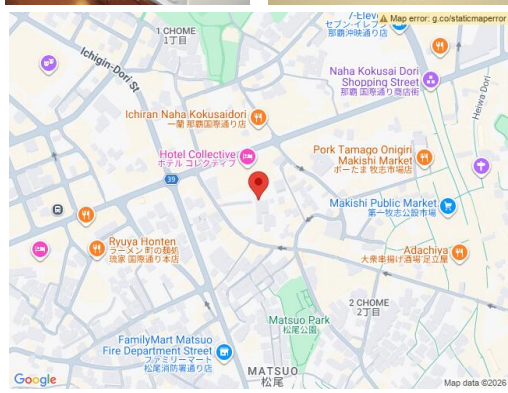 7-Eleven
セブン-イレブン
那覇沖映通り店
⚠ Map error: g.co/staticmaperror
1 CHOME
1丁目
Ichigin-Dori St
Naha Kokusai Dori
Shopping Street
那覇 国際通り商店街
Heiwa Dori
Ichiran Naha Kokusaidori
一蘭 那覇国際通り店
Hotel Collective
ホテル コレクティブ
Pork Tamago Onigiri
Makishi Market
ポーたま 牧志市場店
39
Makishi Public Market
第一牧志公設市場
Ryuya Honten
ラーメン 町の麺処
琉家 国際通り本店
Adachiya
大衆串揚げ酒場 足立屋
2 CHOME
2丁目
Matsuo Park
松尾公園
FamilyMart Matsuo
Fire Department Street
ファミリーマート
松尾消防署通り店
MATSUO
松尾
Google
Map data ©2026